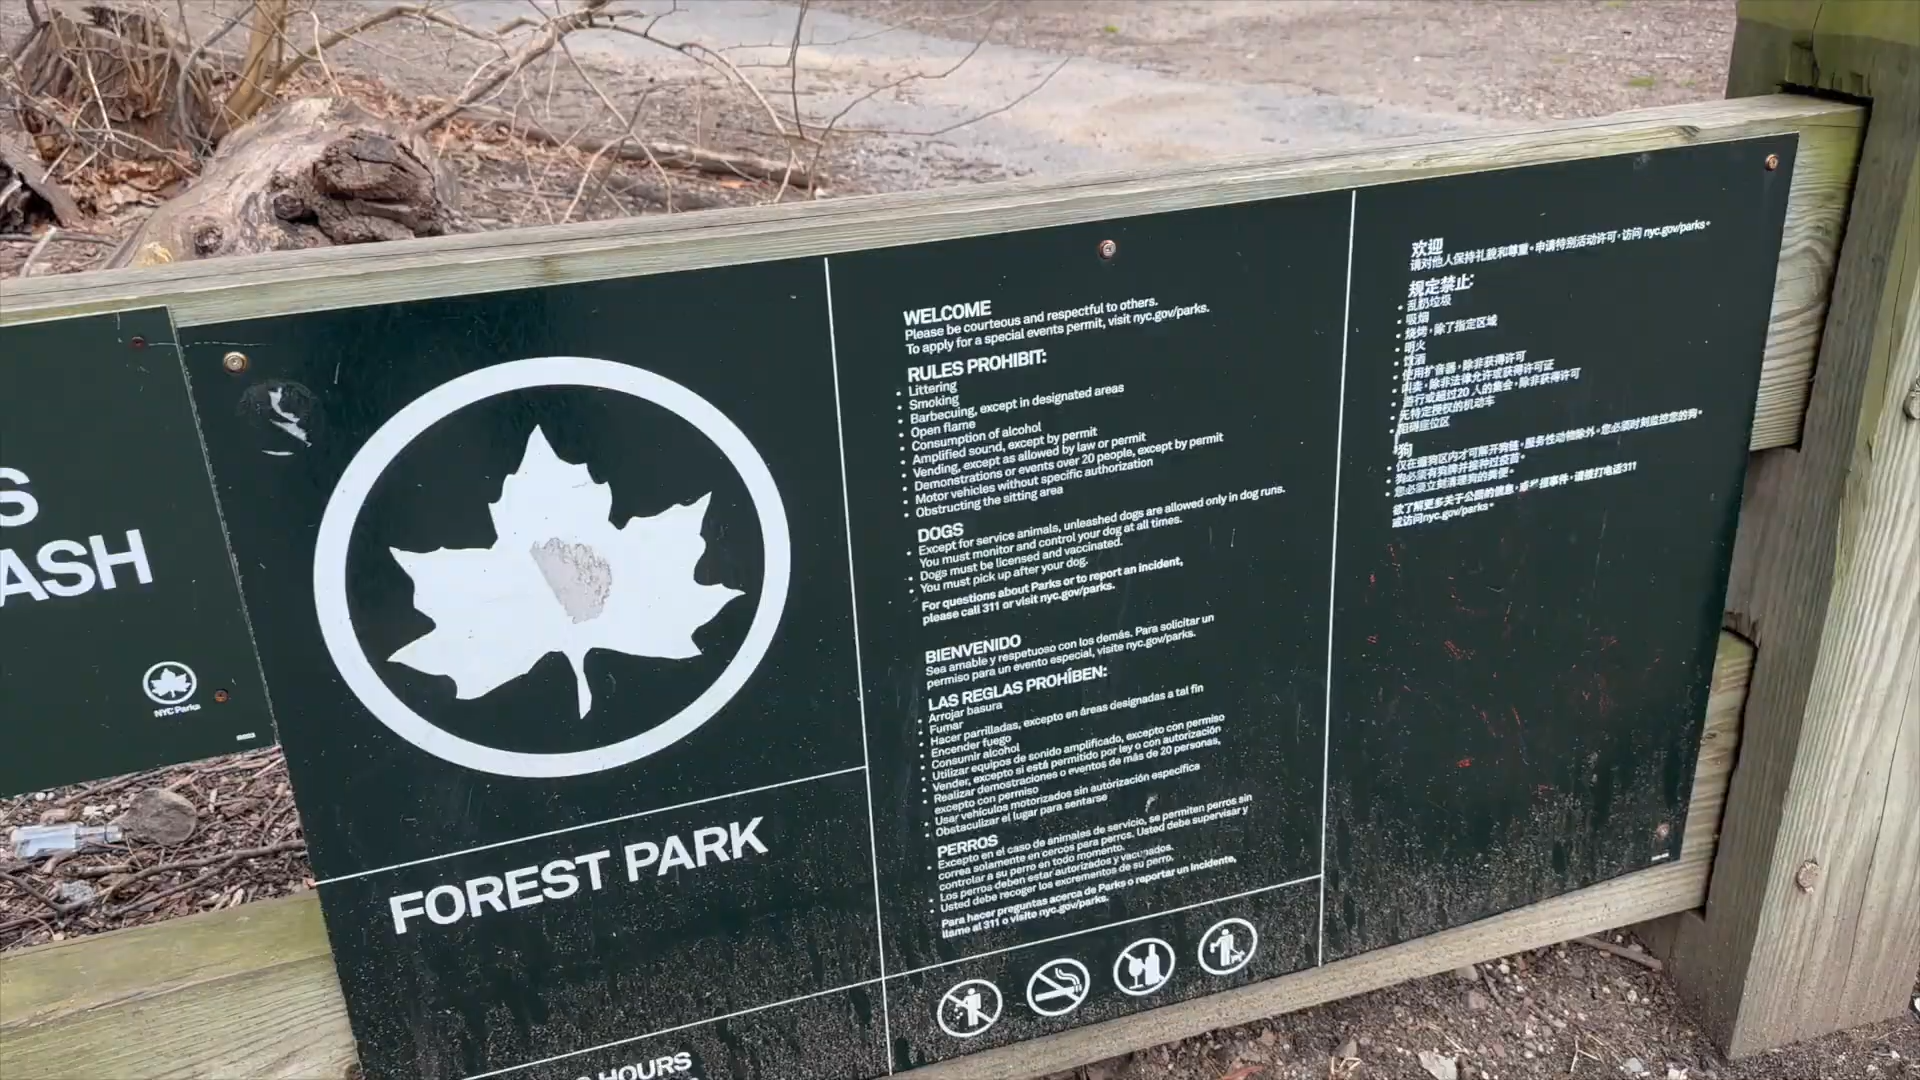 S
ASH
NYC Parks
FOREST PARK
HOURS
WELCOME
Please be courteous and respectful to others.
To apply for a special events permit, visit nyc.gov/parks.
RULES PROHIBIT:
• Littering
• Smoking
• Barbecuing, except in designated areas
• Open flame
• Consumption of alcohol
• Amplified sound, except by permit
• Vending, except as allowed by law or permit
• Demonstrations or events over 20 people, except by permit
• Motor vehicles without specific authorization
• Obstructing the sitting area
DOGS
• Except for service animals, unleashed dogs are allowed only in dog runs.
You must monitor and control your dog at all times.
• Dogs must be licensed and vaccinated.
• You must pick up after your dog.
For questions about Parks or to report an incident,
please call 311 or visit nyc.gov/parks.
BIENVENIDO
Sea amable y respetuoso con los demás. Para solicitar un
permiso para un evento especial, visite nyc.gov/parks.
LAS REGLAS PROHÍBEN:
• Arrojar basura
• Fumar
• Hacer parrilladas, excepto en áreas designadas a tal fin
• Encender fuego
• Consumir alcohol
• Utilizar equipos de sonido amplificado, excepto con permiso
• Vender, excepto si está permitido por ley o con autorización
• Realizar demostraciones o eventos de más de 20 personas,
excepto con permiso
• Usar vehículos motorizados sin autorización específica
• Obstaculizar el lugar para sentarse
PERROS
• Excepto en el caso de animales de servicio, se permiten perros sin
correa solamente en cercos para perros. Usted debe supervisar y
controlar a su perro en todo momento.
• Los perros deben estar autorizados y vacunados.
• Usted debe recoger los excrementos de su perro.
Para hacer preguntas acerca de Parks o reportar un incidente,
llame al 311 o visite nyc.gov/parks.
欢迎
请对他人保持礼貌和尊重。申请特别活动许可，访问 nyc.gov/parks。
规定禁止:
• 乱扔垃圾
• 吸烟
• 烧烤，除了指定区域
• 明火
• 饮酒
• 使用扩音器，除非获得许可
• 叫卖，除非法律允许或获得许可证
• 游行或超过20 人的集会，除非获得许可
• 无特定授权的机动车
• 阻碍座位区
狗
• 仅在遛狗区内才可解开狗链，服务性动物除外。您必须时刻监控您的狗。
• 狗必须有狗牌并接种过疫苗。
• 您必须立刻清理狗的粪便。
欲了解更多关于公园的信息，或 事件，请拨打电话311
或访问nyc.gov/parks。